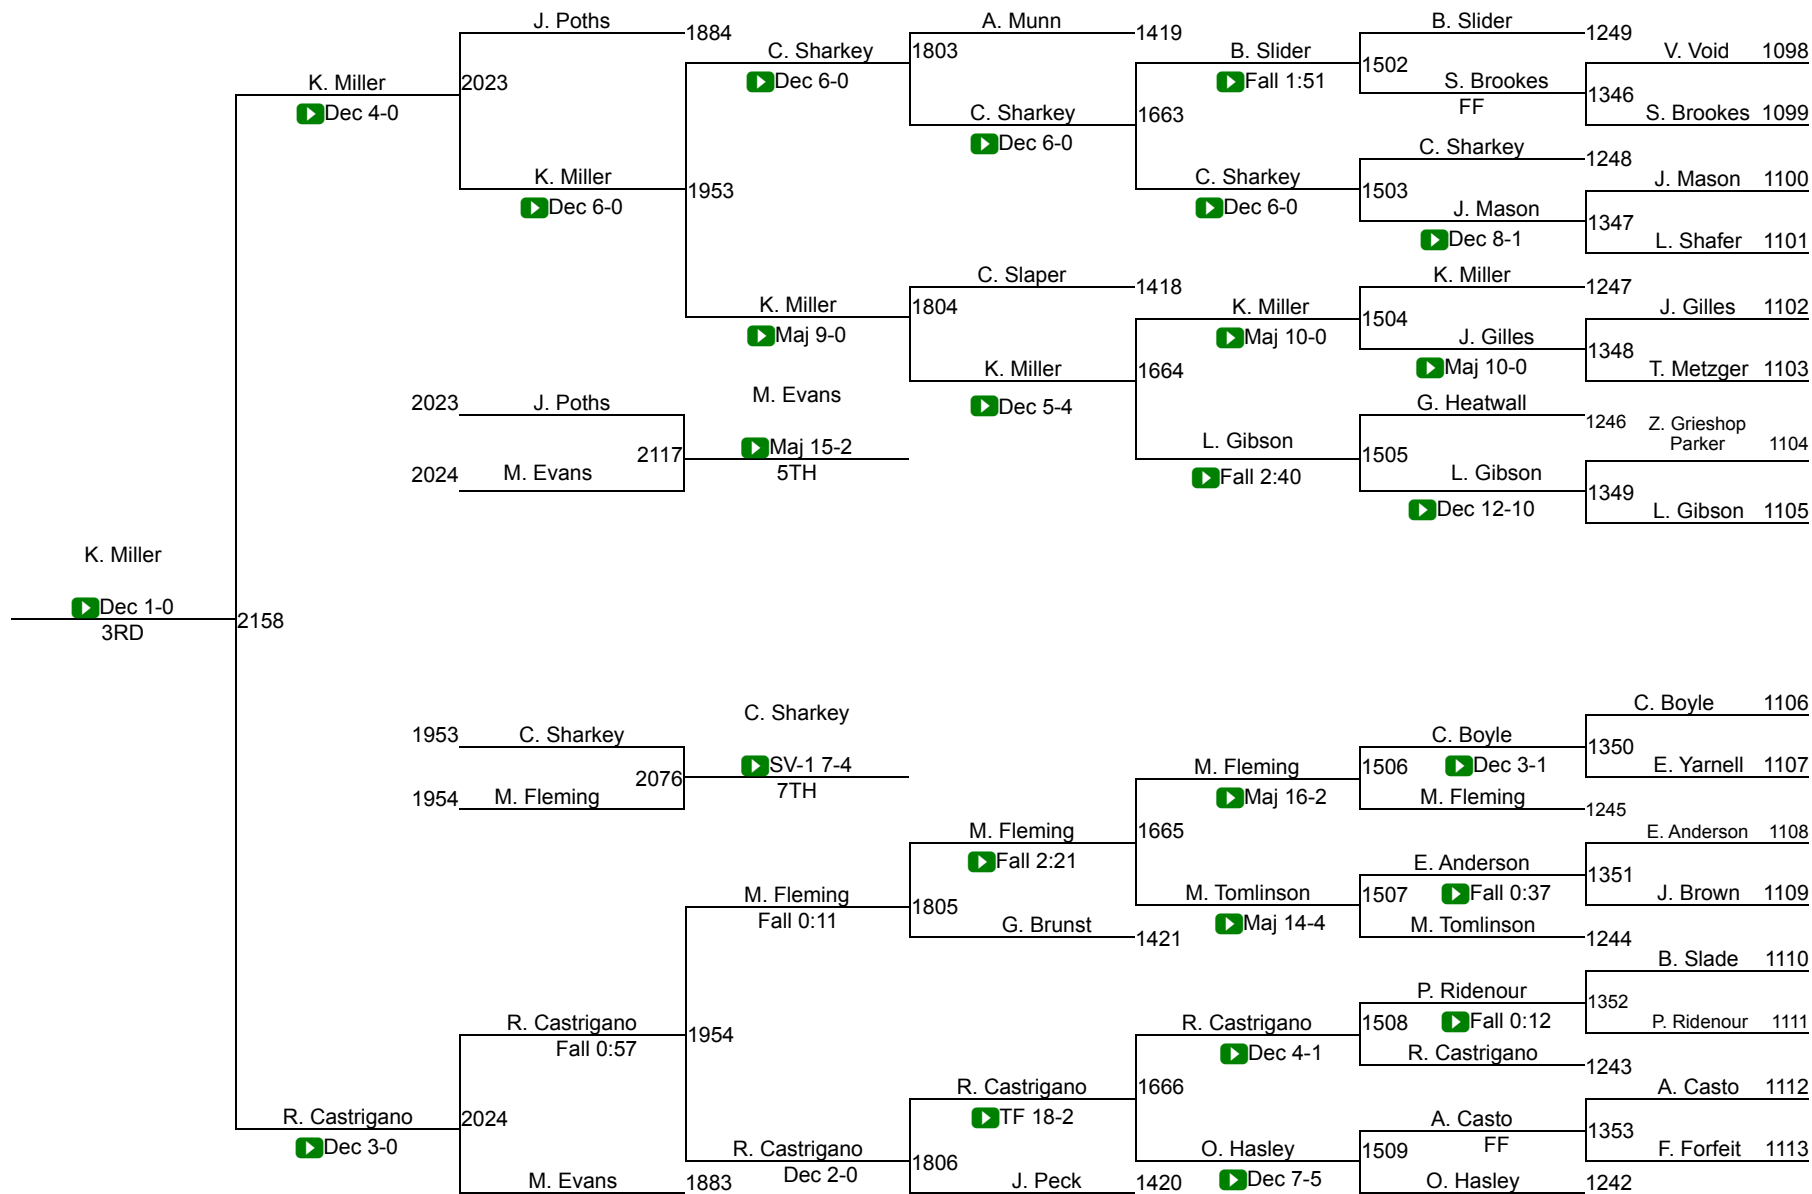 J. Poths
1884
A. Munn
1419
B. Slider
1249
C. Sharkey
1803
B. Slider
1502
V. Void 1098
Dec 6-0
Fall 1:51
S. Brookes
FF
1346
K. Miller
2023
Dec 4-0
C. Sharkey
1663
S. Brookes 1099
Dec 6-0
C. Sharkey
1248
K. Miller
1953
C. Sharkey
1503
J. Mason 1100
Dec 6-0
Dec 6-0
J. Mason
1347
Dec 8-1
L. Shafer 1101
C. Slaper
1418
K. Miller
1247
K. Miller
1804
K. Miller
1504
J. Gilles 1102
Maj 9-0
Maj 10-0
J. Gilles
1348
Maj 10-0
T. Metzger 1103
K. Miller
1664
Dec 5-4
2023 J. Poths
M. Evans
G. Heatwall
1246
Z. Grieshop
Parker 1104
2117
Maj 15-2
5TH
L. Gibson
1505
Fall 2:40
2024 M. Evans
L. Gibson
1349
Dec 12-10
L. Gibson 1105
K. Miller
Dec 1-0
3RD
2158
C. Sharkey
C. Boyle 1106
1953 C. Sharkey
C. Boyle
1350
2076
SV-1 7-4
7TH
M. Fleming
1506
Dec 3-1
E. Yarnell 1107
1954 M. Fleming
Maj 16-2
M. Fleming
1245
M. Fleming
1665
E. Anderson 1108
Fall 2:21
E. Anderson
1351
M. Fleming
1805
M. Tomlinson
1507
Fall 0:37
J. Brown 1109
Fall 0:11
G. Brunst
1421
Maj 14-4
M. Tomlinson
1244
B. Slade 1110
P. Ridenour
1352
R. Castrigano
1954
R. Castrigano
1508
Fall 0:12
P. Ridenour 1111
Fall 0:57
Dec 4-1
R. Castrigano
1243
R. Castrigano
1666
A. Casto 1112
R. Castrigano
2024
TF 18-2
A. Casto
FF
1353
Dec 3-0
R. Castrigano
1806
O. Hasley
1509
F. Forfeit 1113
Dec 2-0
M. Evans
1883
J. Peck
1420
Dec 7-5
O. Hasley
1242